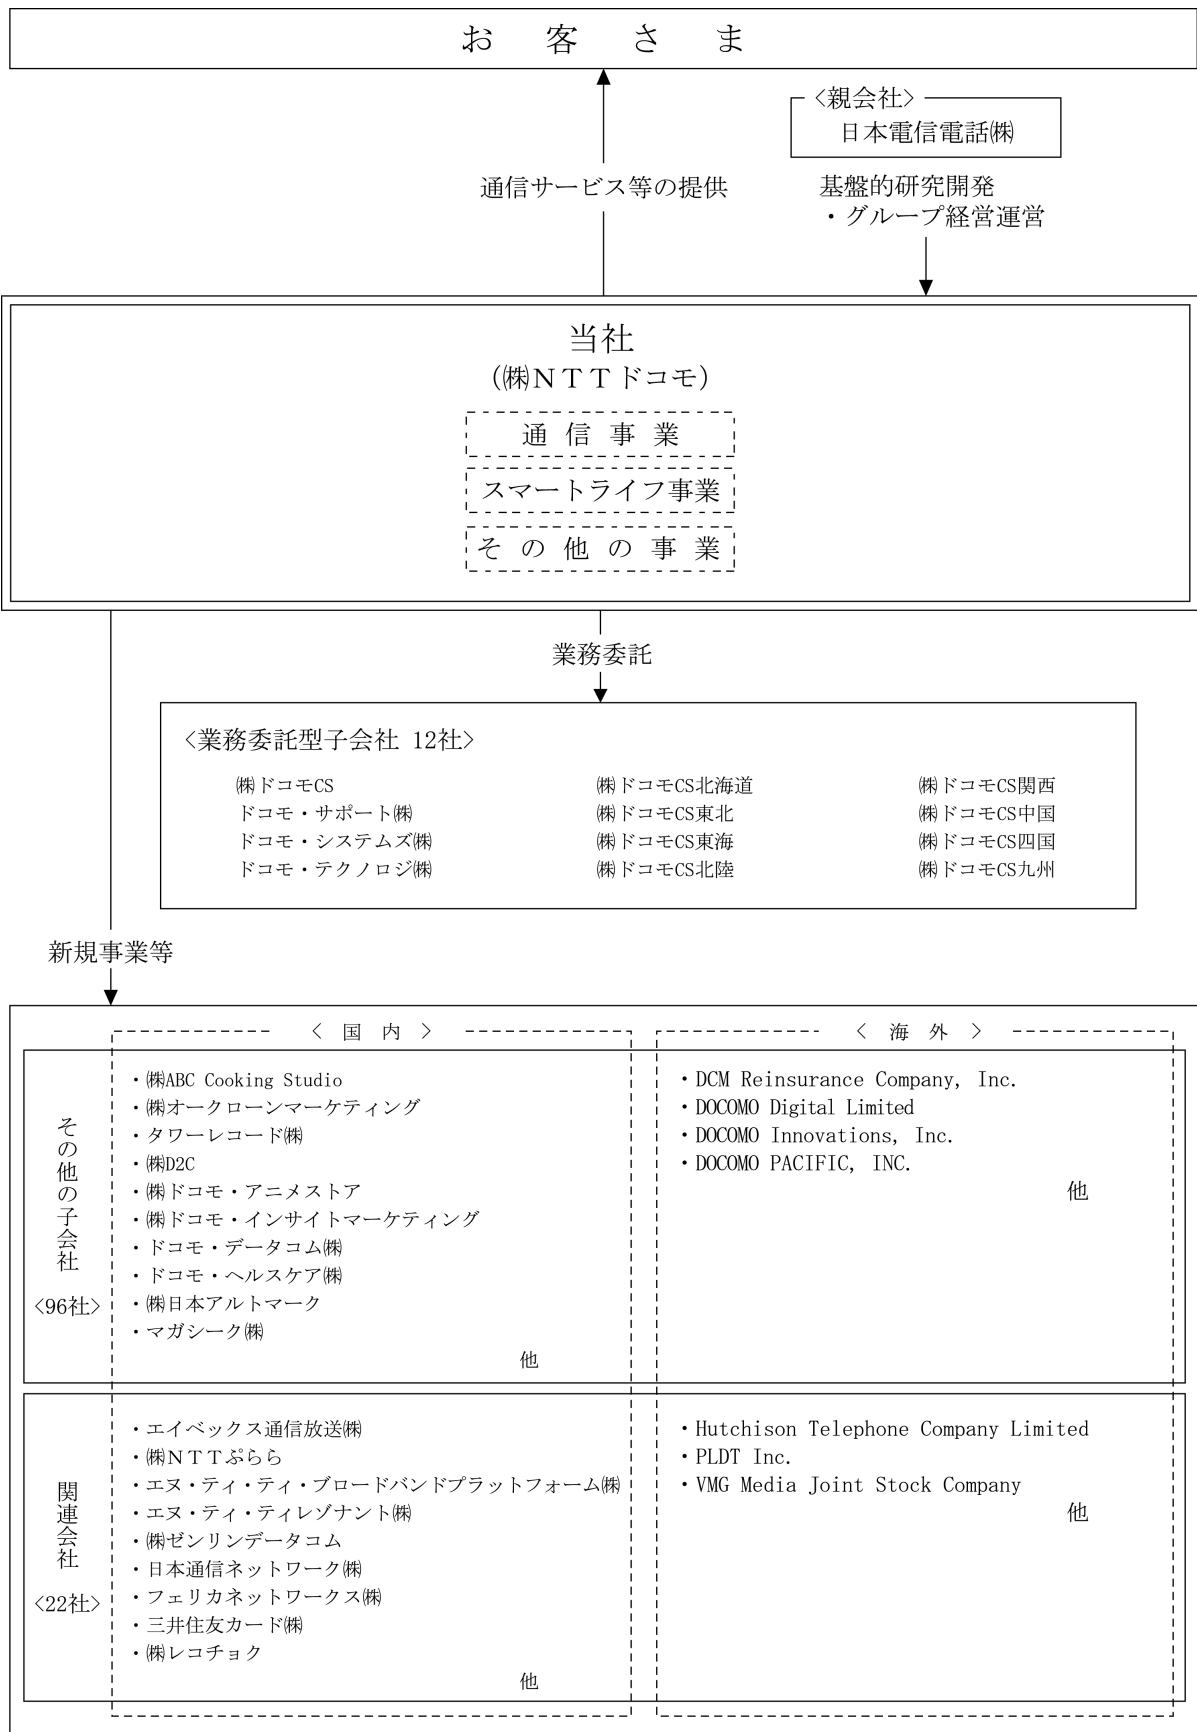 お客さま
<親会社>
日本電信電話㈱
通信サービス等の提供
基盤的研究開発
・グループ経営運営
当社
(㈱NTTドコモ)
通信事業
スマートライフ事業
その他の事業
業務委託
<業務委託型子会社 12社>
㈱ドコモCS
ドコモ・サポート㈱
ドコモ・システムズ㈱
ドコモ・テクノロジ㈱
㈱ドコモCS北海道
㈱ドコモCS東北
㈱ドコモCS東海
㈱ドコモCS北陸
㈱ドコモCS関西
㈱ドコモCS中国
㈱ドコモCS四国
㈱ドコモCS九州
新規事業等
<国内>
<海外>
その他の子会社
<96社>
・㈱ABC Cooking Studio
・㈱オークローンマーケティング
・タワーレコード㈱
・㈱D2C
・㈱ドコモ・アニメストア
・㈱ドコモ・インサイトマーケティング
・ドコモ・データコム㈱
・ドコモ・ヘルスケア㈱
・㈱日本アルトマーク
・マガシーク㈱
他
・DCM Reinsurance Company, Inc.
・DOCOMO Digital Limited
・DOCOMO Innovations, Inc.
・DOCOMO PACIFIC, INC.
他
関連会社
<22社>
・エイベックス通信放送㈱
・㈱NTTぷらら
・エヌ・ティ・ティ・ブロードバンドプラットフォーム㈱
・エヌ・ティ・ティレゾナント㈱
・㈱ゼンリンデータコム
・日本通信ネットワーク㈱
・フェリカネットワークス㈱
・三井住友カード㈱
・㈱レコチョク
他
・Hutchison Telephone Company Limited
・PLDT Inc.
・VMG Media Joint Stock Company
他